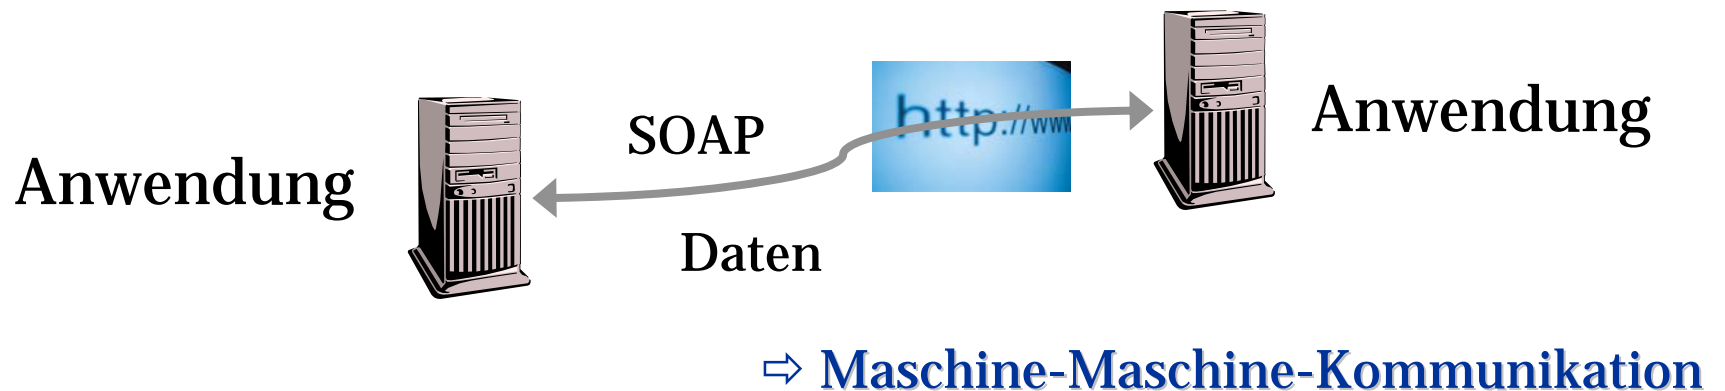 Anwendung
SOAP
Daten
http://www
Anwendung
⇨ Maschine-Maschine-Kommunikation